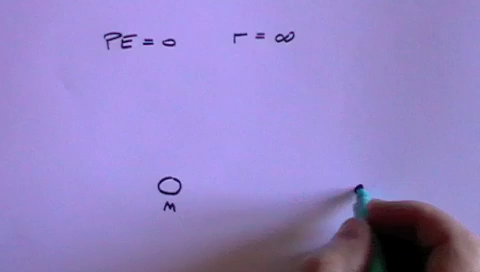 PE = 0 r = ∞
M